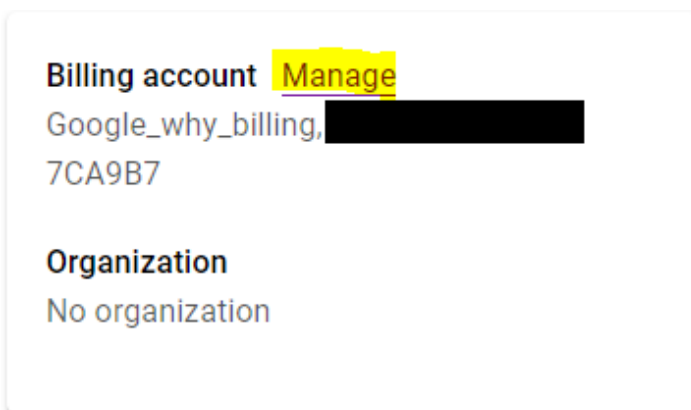 Billing account Manage
Google_why_billing,
7CA9B7
Organization
No organization